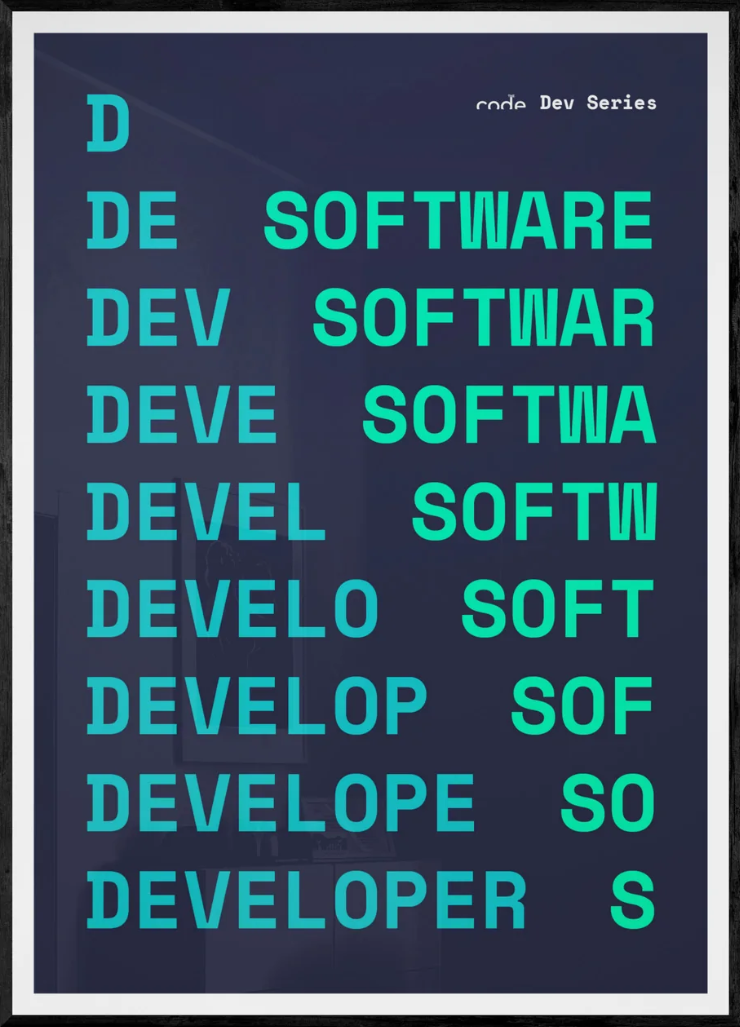 D
code Dev Series
DE SOFTWARE
DEV SOFTWAR
DEVE SOFTWA
DEVEL SOFTW
DEVELO SOFT
DEVELOP SOF
DEVELOPE SO
DEVELOPER S